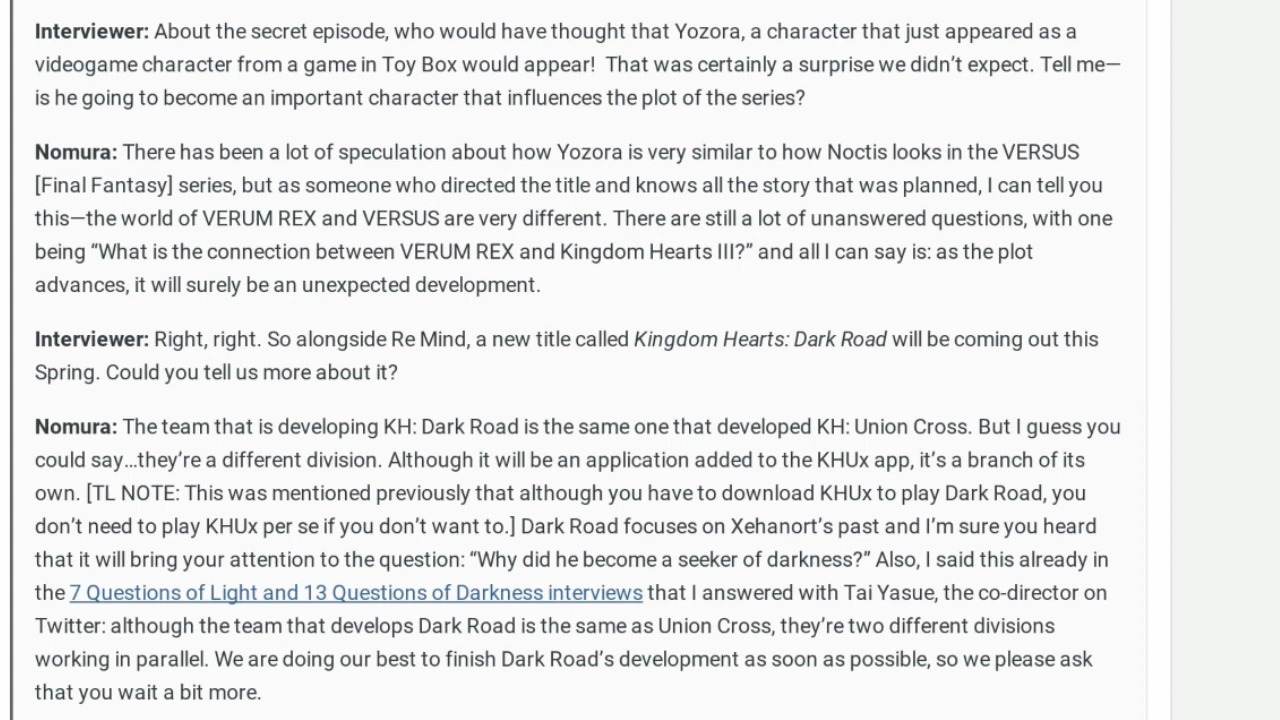 Interviewer: About the secret episode, who would have thought that Yozora, a character that just appeared as a
videogame character from a game in Toy Box would appear!  That was certainly a surprise we didn’t expect. Tell me—
is he going to become an important character that influences the plot of the series?
Nomura: There has been a lot of speculation about how Yozora is very similar to how Noctis looks in the VERSUS
[Final Fantasy] series, but as someone who directed the title and knows all the story that was planned, I can tell you
this—the world of VERUM REX and VERSUS are very different. There are still a lot of unanswered questions, with one
being “What is the connection between VERUM REX and Kingdom Hearts III?” and all I can say is: as the plot
advances, it will surely be an unexpected development.
Interviewer: Right, right. So alongside Re Mind, a new title called Kingdom Hearts: Dark Road will be coming out this
Spring. Could you tell us more about it?
Nomura: The team that is developing KH: Dark Road is the same one that developed KH: Union Cross. But I guess you
could say…they’re a different division. Although it will be an application added to the KHUx app, it’s a branch of its
own. [TL NOTE: This was mentioned previously that although you have to download KHUx to play Dark Road, you
don’t need to play KHUx per se if you don’t want to.] Dark Road focuses on Xehanort’s past and I’m sure you heard
that it will bring your attention to the question: “Why did he become a seeker of darkness?” Also, I said this already in
the 7 Questions of Light and 13 Questions of Darkness interviews that I answered with Tai Yasue, the co-director on
Twitter: although the team that develops Dark Road is the same as Union Cross, they’re two different divisions
working in parallel. We are doing our best to finish Dark Road’s development as soon as possible, so we please ask
that you wait a bit more.